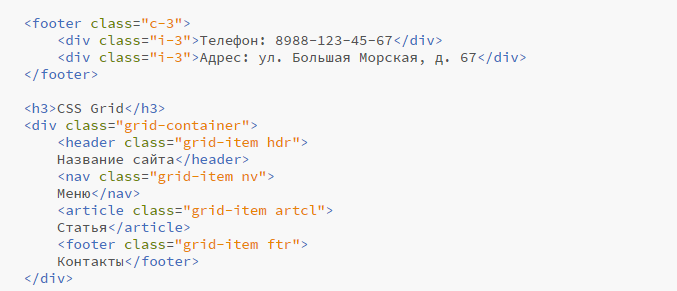 <footer class="c-3">
    <div class="i-3">Телефон: 8988-123-45-67</div>
    <div class="i-3">Адрес: ул. Большая Морская, д. 67</div>
</footer>

<h3>CSS Grid</h3>
<div class="grid-container">
    <header class="grid-item hdr">
    Название сайта</header>
    <nav class="grid-item nv">
    Меню</nav>
    <article class="grid-item artcl">
    Статья</article>
    <footer class="grid-item ftr">
    Контакты</footer>
</div>